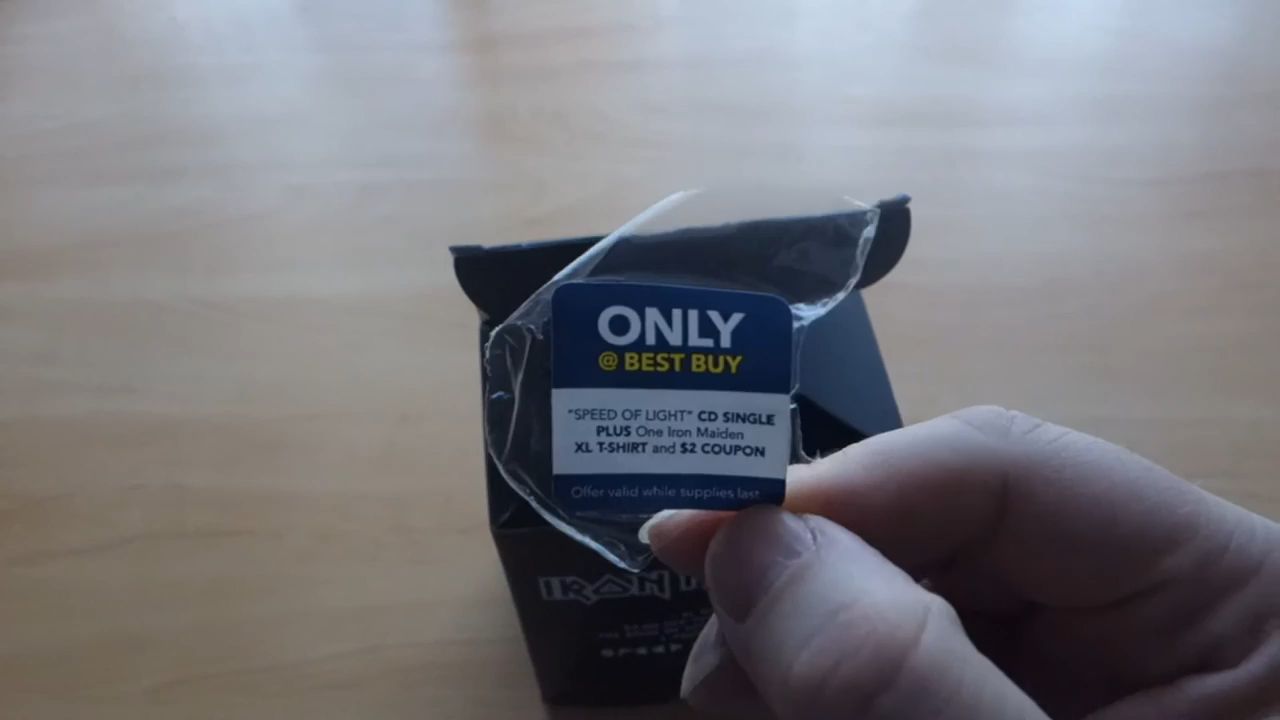 ONLY
@ BEST BUY
"SPEED OF LIGHT" CD SINGLE
PLUS One Iron Maiden
XL T-SHIRT and $2 COUPON
Offer valid while supplies last
IRON